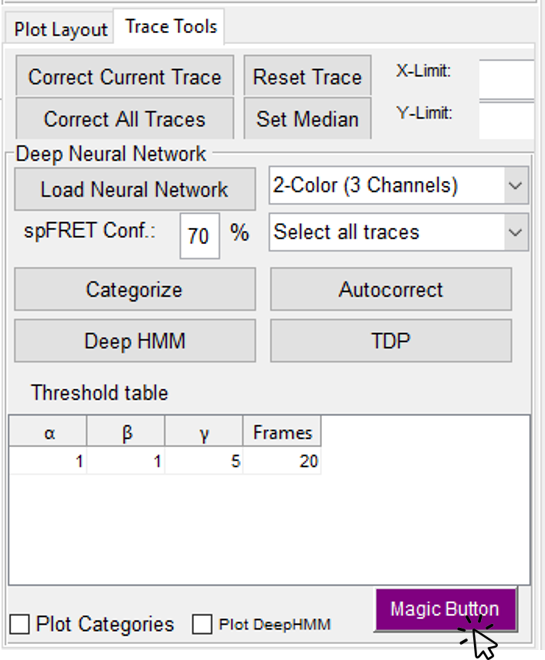 Plot Layout Trace Tools
Correct Current Trace Reset Trace X-Limit:
Correct All Traces Set Median Y-Limit:
Deep Neural Network
Load Neural Network 2-Color (3 Channels)
spFRET Conf.: 70 % Select all traces
Categorize Autocorrect
Deep HMM TDP
Threshold table
α β γ Frames
1 1 5 20
Magic Button
Plot Categories Plot DeepHMM